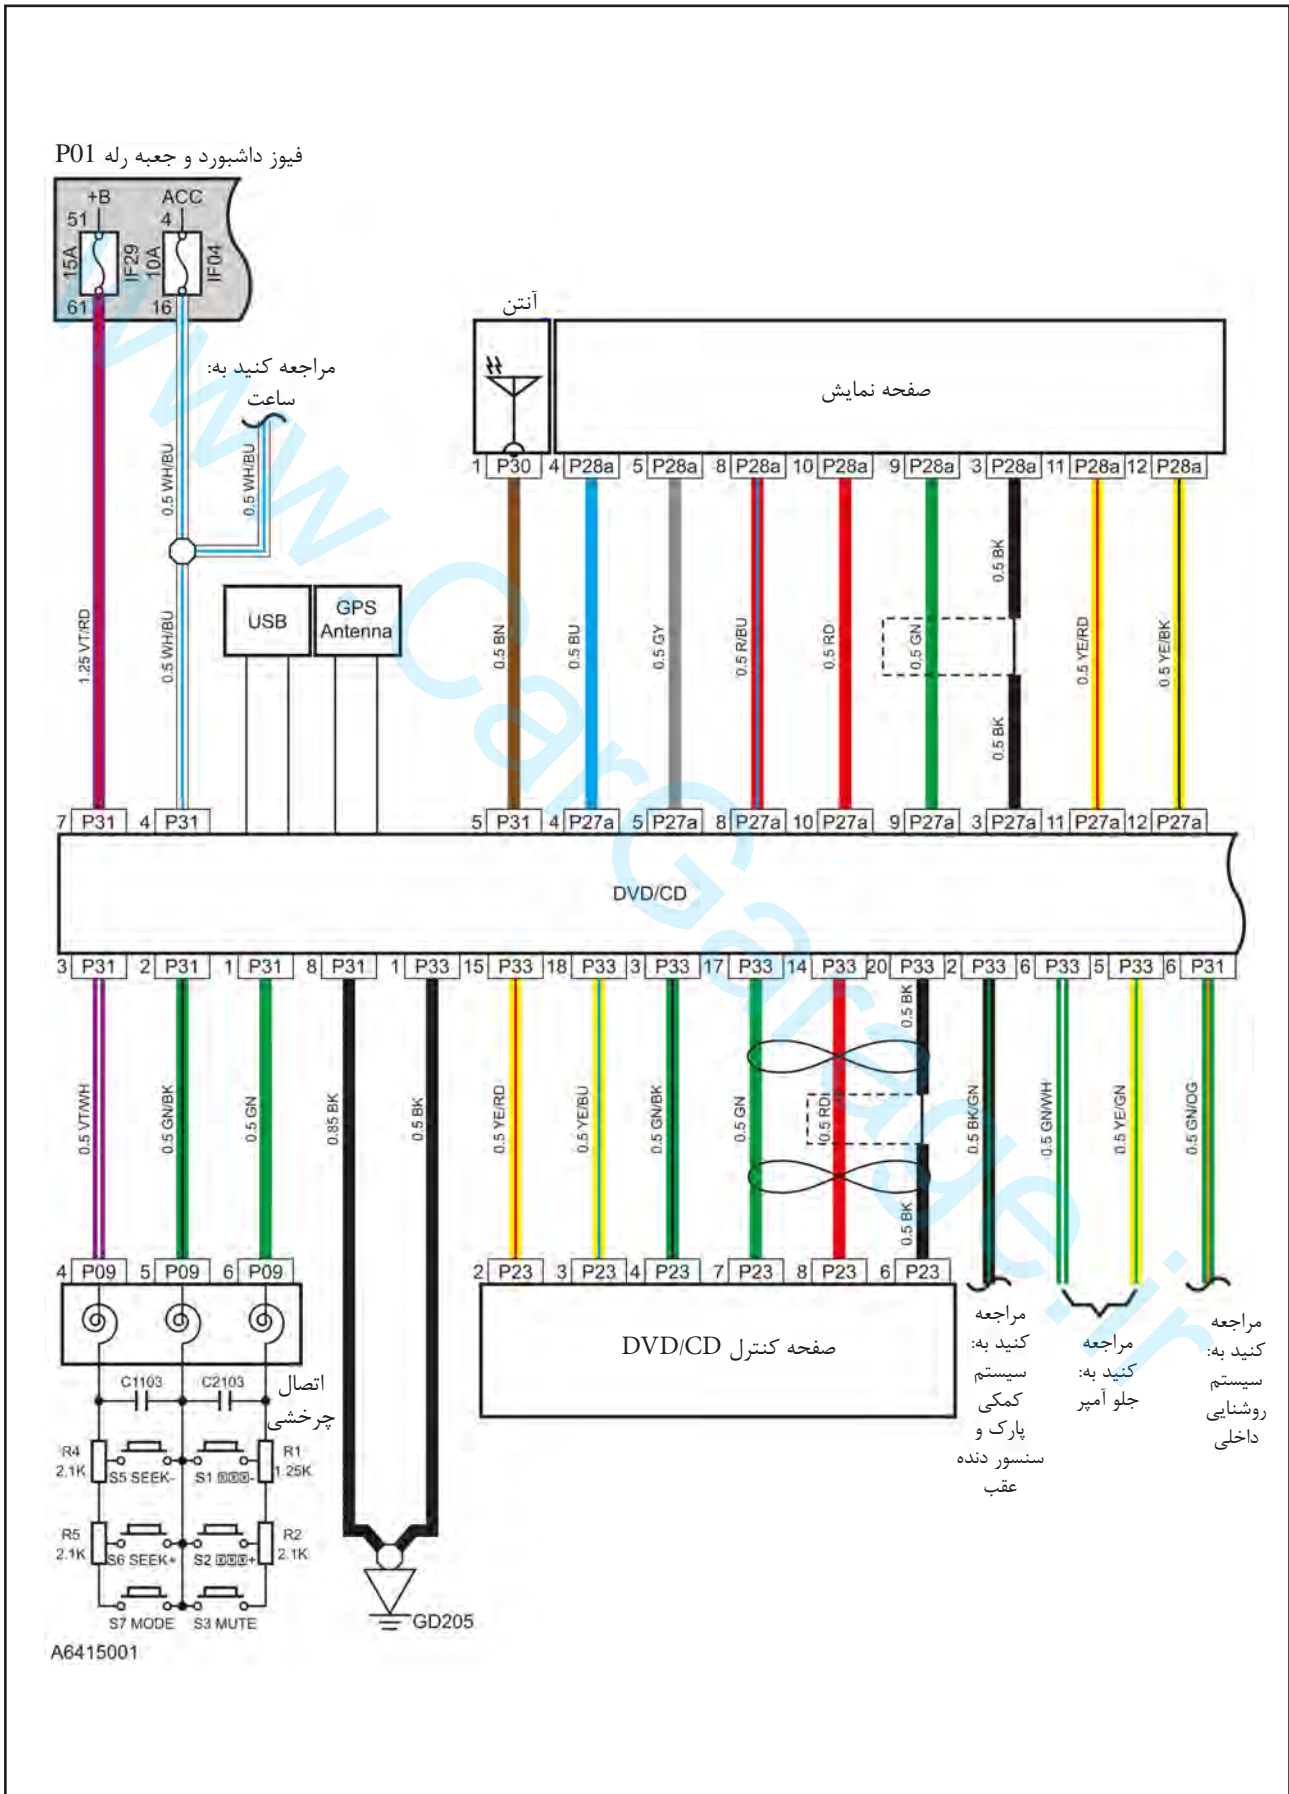 فیوز داشبورد و جعبه رله P01
+B ACC
51 4
15A IF29 10A IF04
61 16
مراجعه کنید به:
ساعت
آنتن
صفحه نمایش
1 P30 4 P28a 5 P28a 8 P28a 10 P28a 9 P28a 3 P28a 11 P28a 12 P28a
0.5 WH/BU 0.5 WH/BU
0.5 BK
USB
GPS
Antenna
1.25 VT/RD 0.5 WH/BU 0.5 BN 0.5 BU 0.5 GY 0.5 R/BU 0.5 RD 0.5 GN 0.5 YE/RD 0.5 YE/BK
0.5 BK
7 P31 4 P31 5 P31 4 P27a 5 P27a 8 P27a 10 P27a 9 P27a 3 P27a 11 P27a 12 P27a
DVD/CD
3 P31 2 P31 1 P31 8 P31 1 P33 15 P33 18 P33 3 P33 17 P33 14 P33 20 P33 2 P33 6 P33 5 P33 6 P31
0.5 BK
0.5 VT/WH 0.5 GN/BK 0.5 GN 0.85 BK 0.5 BK 0.5 YE/RD 0.5 YE/BU 0.5 GN/BK 0.5 GN 0.5 RD 0.5 BK/GN 0.5 GN/WH 0.5 YE/GN 0.5 GN/OG
0.5 BK
4 P09 5 P09 6 P09 2 P23 3 P23 4 P23 7 P23 8 P23 6 P23
صفحه کنترل DVD/CD
مراجعه
کنید به:
سیستم
کمکی
پارک و
سنسور دنده
عقب
مراجعه
کنید به:
جلو آمپر
مراجعه
کنید به:
سیستم
روشنایی
داخلی
اتصال
چرخشی
C1103 C2103
R4
2.1K
S5 SEEK- S1 -
R1
1.25K
R5
2.1K
S6 SEEK+ S2 +
R2
2.1K
S7 MODE S3 MUTE
GD205
A6415001
www.CarGarage.ir